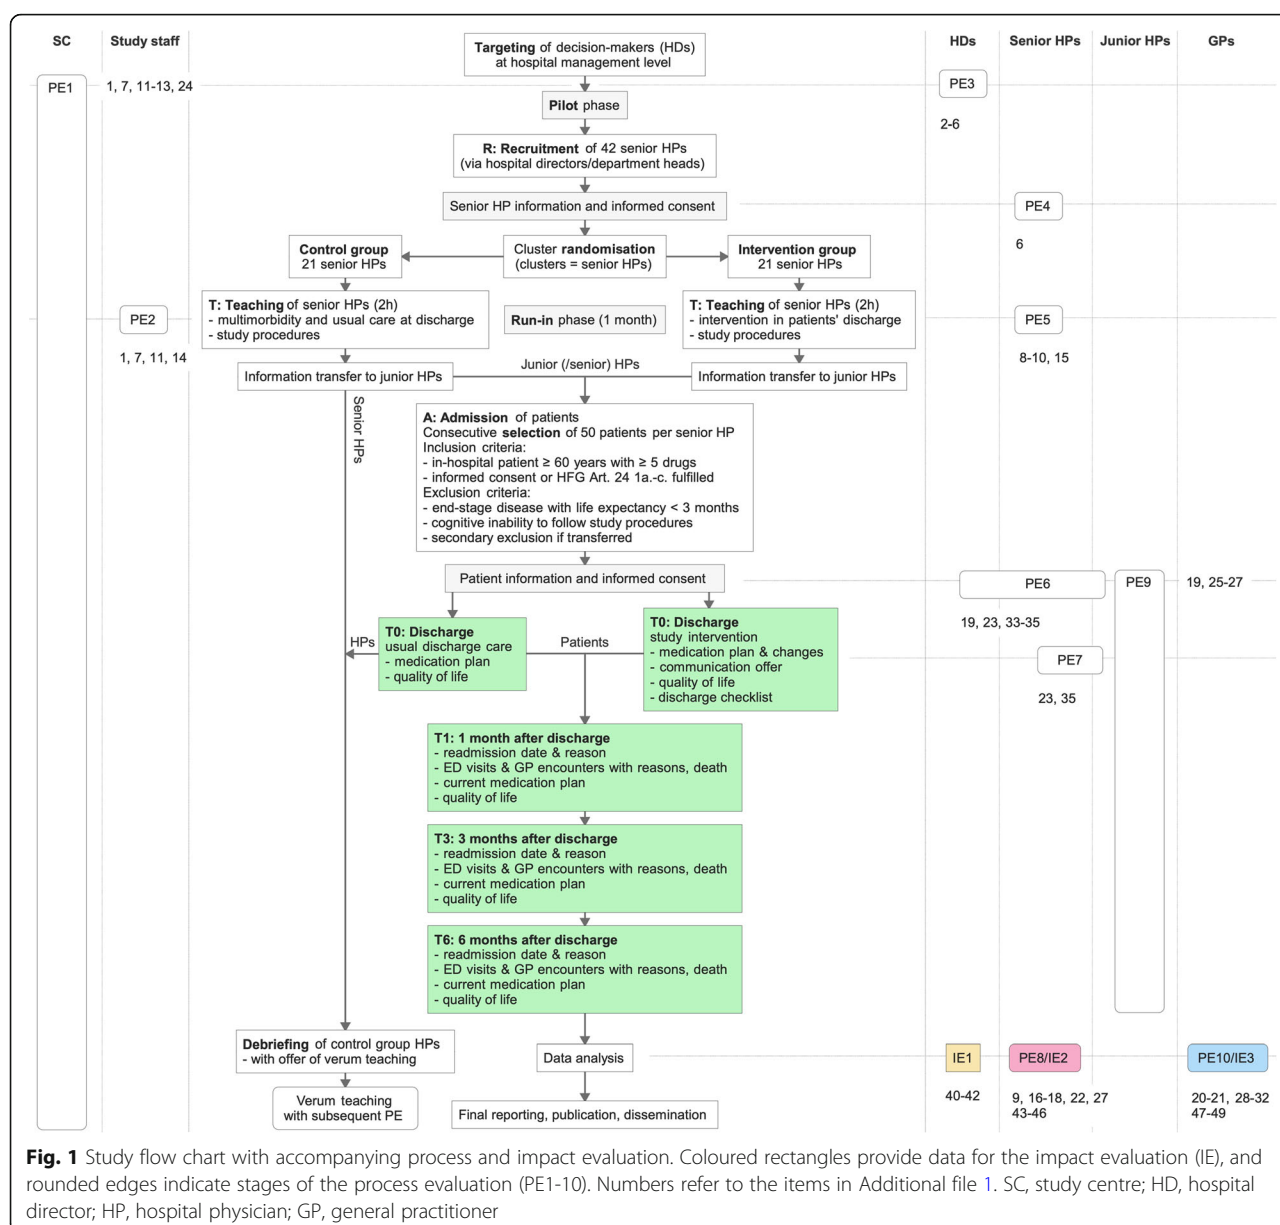 SC
Study staff
HDs
Senior HPs
Junior HPs
GPs
Targeting of decision-makers (HDs)
at hospital management level
PE1
1, 7, 11-13, 24
PE3
Pilot phase
2-6
R: Recruitment of 42 senior HPs
(via hospital directors/department heads)
Senior HP information and informed consent
PE4
6
Control group
21 senior HPs
Cluster randomisation
(clusters = senior HPs)
Intervention group
21 senior HPs
T: Teaching of senior HPs (2h)
- multimorbidity and usual care at discharge
- study procedures
Run-in phase (1 month)
T: Teaching of senior HPs (2h)
- intervention in patients' discharge
- study procedures
PE2
PE5
1, 7, 11, 14
8-10, 15
Information transfer to junior HPs
Junior (/senior) HPs
Information transfer to junior HPs
Senior HPs
A: Admission of patients
Consecutive selection of 50 patients per senior HP
Inclusion criteria:
- in-hospital patient ≥ 60 years with ≥ 5 drugs
- informed consent or HFG Art. 24 1a.-c. fulfilled
Exclusion criteria:
- end-stage disease with life expectancy < 3 months
- cognitive inability to follow study procedures
- secondary exclusion if transferred
Patient information and informed consent
PE6
PE9
19, 25-27
19, 23, 33-35
T0: Discharge
usual discharge care
- medication plan
- quality of life
HPs
Patients
T0: Discharge
study intervention
- medication plan & changes
- communication offer
- quality of life
- discharge checklist
PE7
23, 35
T1: 1 month after discharge
- readmission date & reason
- ED visits & GP encounters with reasons, death
- current medication plan
- quality of life
T3: 3 months after discharge
- readmission date & reason
- ED visits & GP encounters with reasons, death
- current medication plan
- quality of life
T6: 6 months after discharge
- readmission date & reason
- ED visits & GP encounters with reasons, death
- current medication plan
- quality of life
Debriefing of control group HPs
- with offer of verum teaching
Data analysis
IE1
PE8/IE2
PE10/IE3
40-42
9, 16-18, 22, 27
43-46
20-21, 28-32
47-49
Verum teaching
with subsequent PE
Final reporting, publication, dissemination
Fig. 1 Study flow chart with accompanying process and impact evaluation. Coloured rectangles provide data for the impact evaluation (IE), and
rounded edges indicate stages of the process evaluation (PE1-10). Numbers refer to the items in Additional file 1. SC, study centre; HD, hospital
director; HP, hospital physician; GP, general practitioner